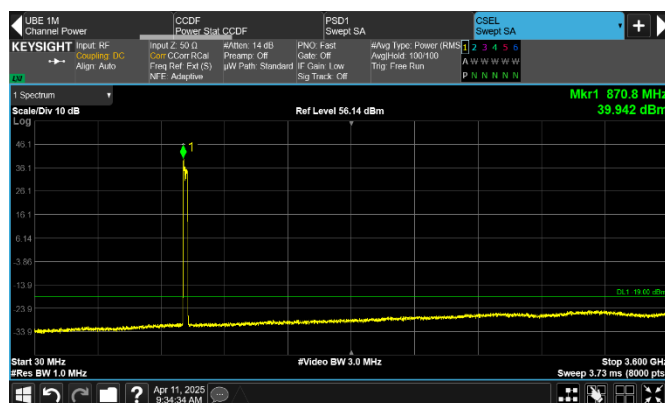 UBE 1M
Channel Power
CCDF
Power Stat CCDF
PSD1
Swept SA
CSEL
Swept SA
KEYSIGHT
Input: RF
Coupling: DC
Align: Auto
Input Z: 50 Ω
Corr CCorr RCal
Freq Ref: Ext (S)
NFE: Adaptive
#Atten: 14 dB
Preamp: Off
µW Path: Standard
PNO: Fast
Gate: Off
IF Gain: Low
Sig Track: Off
#Avg Type: Power (RMS
Avg|Hold: 100/100
Trig: Free Run
1 2 3 4 5 6
A W W W W W
P N N N N N
1 Spectrum
Scale/Div 10 dB
Ref Level 56.14 dBm
Mkr1 870.8 MHz
39.942 dBm
Log
46.1
36.1
26.1
16.1
6.14
-3.86
-13.9
-23.9
-33.9
1
DL1 -19.00 dBm
Start 30 MHz
#Res BW 1.0 MHz
#Video BW 3.0 MHz
Stop 3.600 GHz
Sweep 3.73 ms (8000 pts)
?
Apr 11, 2025
9:34:34 AM